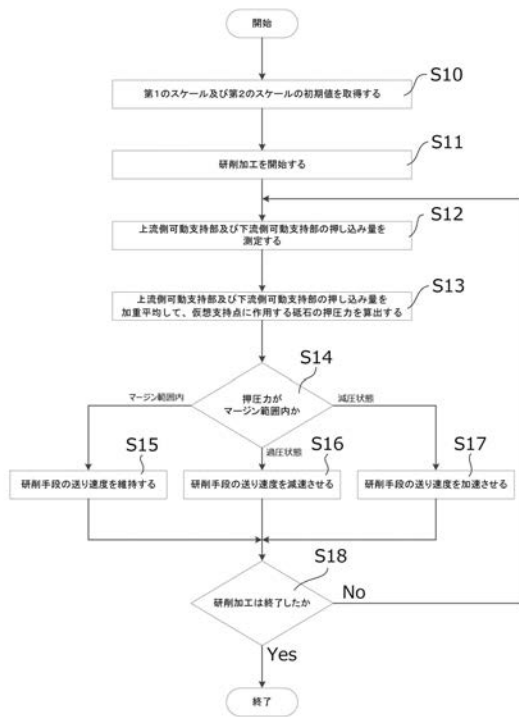 開始
S10
第1のスケール及び第2のスケールの初期値を取得する
S11
研削加工を開始する
S12
上流側可動支持部及び下流側可動支持部の押し込み量を
測定する
S13
上流側可動支持部及び下流側可動支持部の押し込み量を
加重平均して、仮想支持点に作用する砥石の押圧力を算出する
S14
押圧力が
マージン範囲内か
マージン範囲内
減圧状態
過圧状態
S15
研削手段の送り速度を維持する
S16
研削手段の送り速度を減速させる
S17
研削手段の送り速度を加速させる
S18
研削加工は終了したか
No
Yes
終了